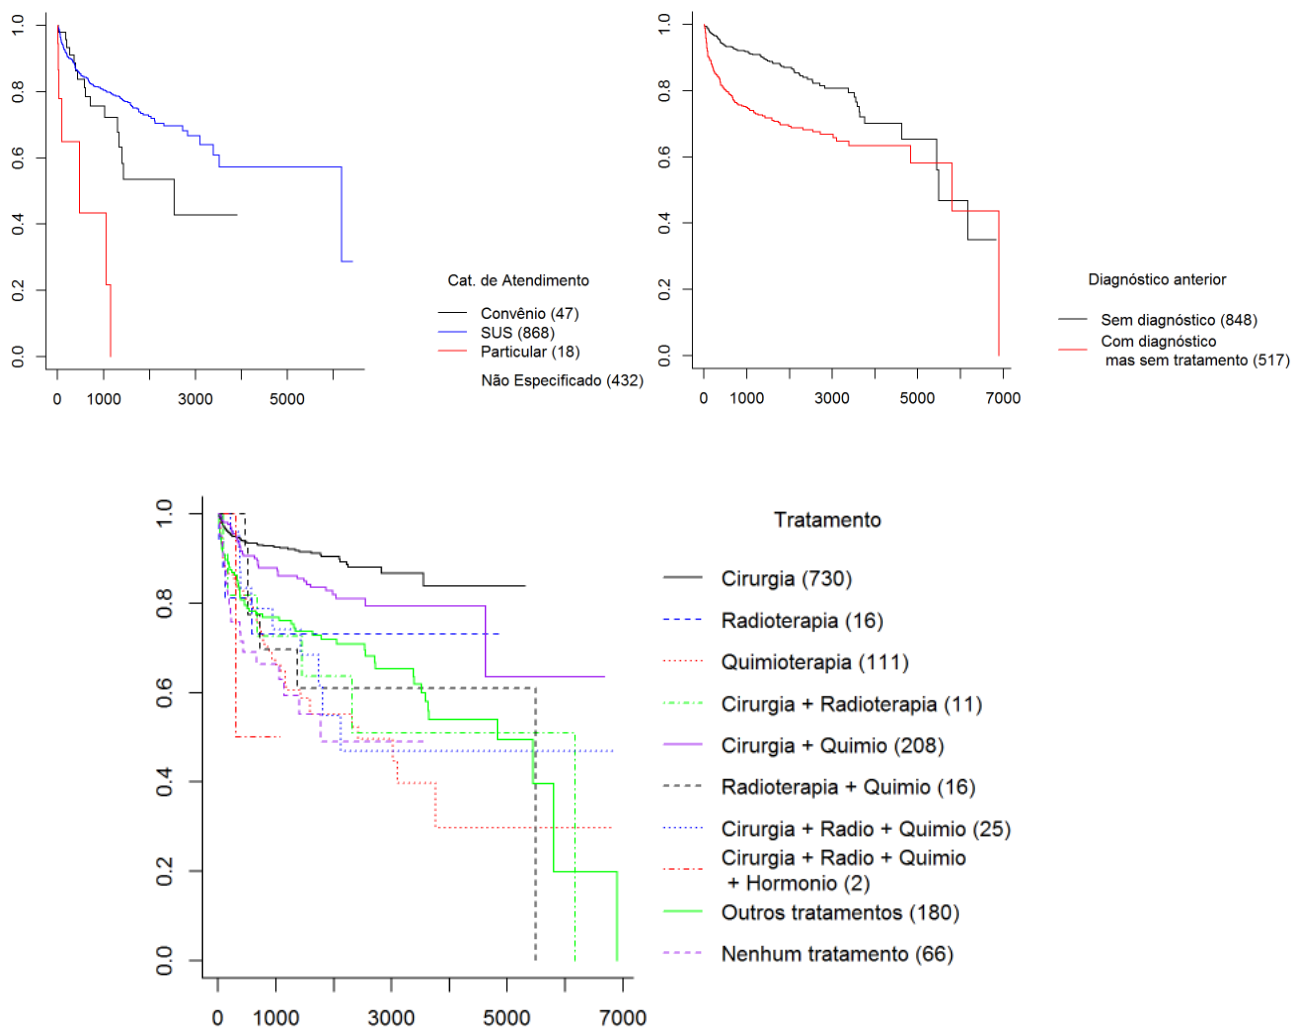 1.0
0.8
0.6
0.4
0.2
0.0
0 1000 3000 5000
Cat. de Atendimento
Convênio (47)
SUS (868)
Particular (18)
Não Especificado (432)
1.0
0.8
0.6
0.4
0.2
0.0
0 1000 3000 5000 7000
Diagnóstico anterior
Sem diagnóstico (848)
Com diagnóstico
mas sem tratamento (517)
1.0
0.8
0.6
0.4
0.2
0.0
0 1000 3000 5000 7000
Tratamento
Cirurgia (730)
Radioterapia (16)
Quimioterapia (111)
Cirurgia + Radioterapia (11)
Cirurgia + Quimio (208)
Radioterapia + Quimio (16)
Cirurgia + Radio + Quimio (25)
Cirurgia + Radio + Quimio
+ Hormonio (2)
Outros tratamentos (180)
Nenhum tratamento (66)